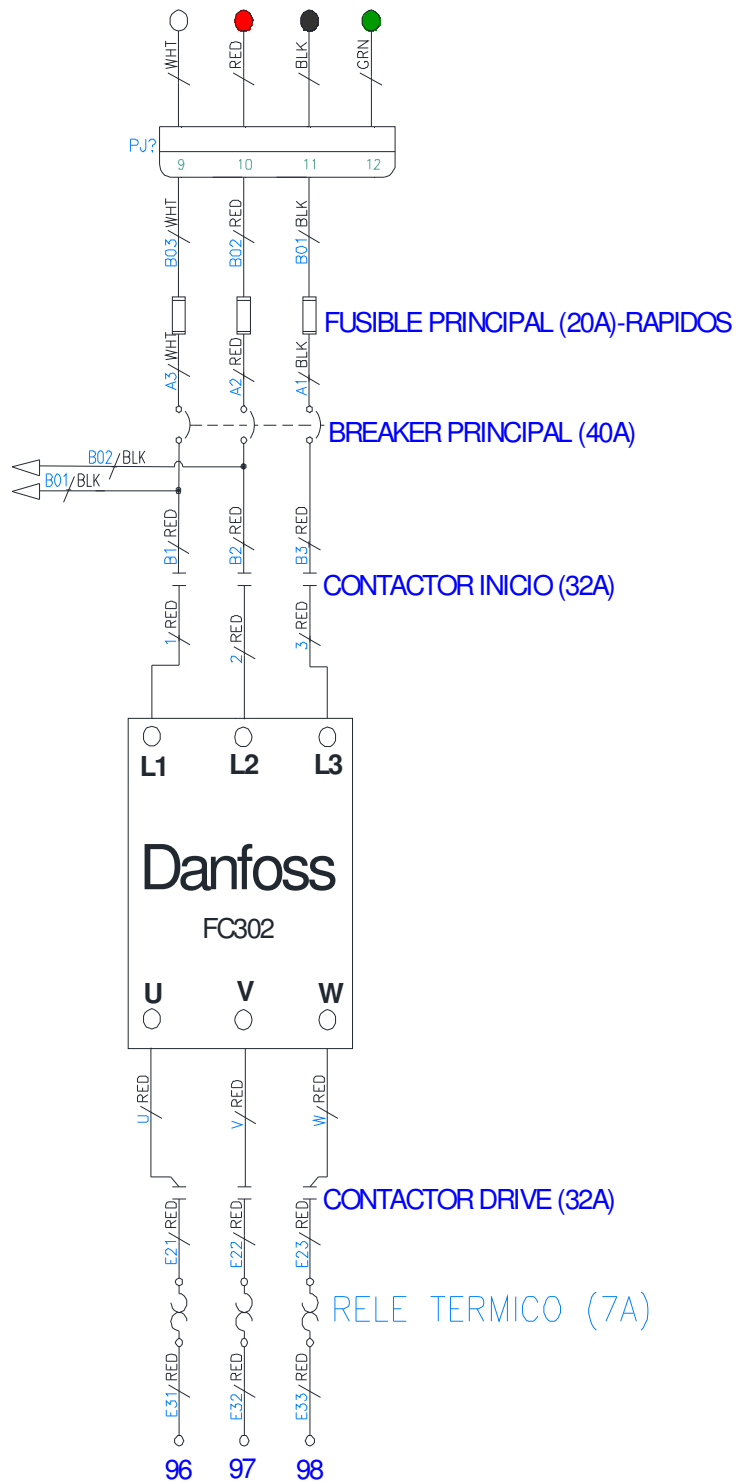 WHT RED BLK GRN
PJ?
9 10 11 12
B03 WHT B02 RED B01 BLK
FUSIBLE PRINCIPAL (20A)-RAPIDOS
A3 WHT A2 RED A1 BLK
BREAKER PRINCIPAL (40A)
B02 BLK
B01 BLK
B1 RED B2 RED B3 RED
CONTACTOR INICIO (32A)
1 RED 2 RED 3 RED
L1 L2 L3
Danfoss
FC302
U V W
U RED V RED W RED
CONTACTOR DRIVE (32A)
E21 RED E22 RED E23 RED
RELE TERMICO (7A)
E31 RED E32 RED E33 RED
96 97 98